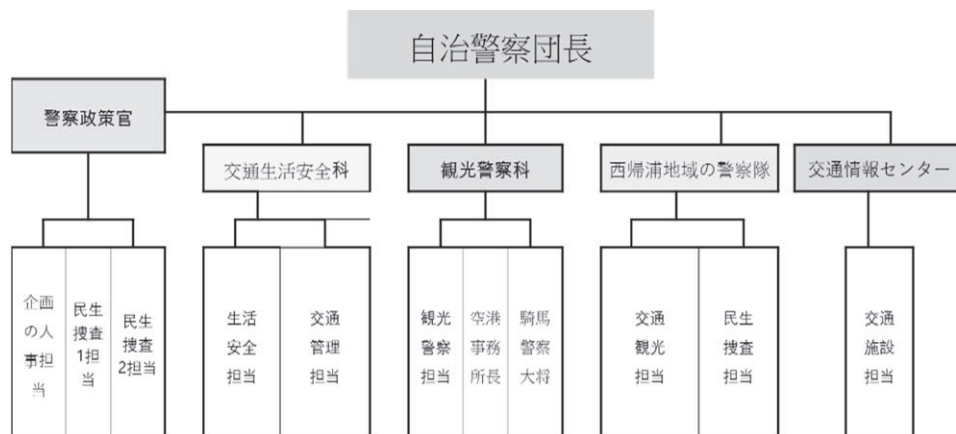 自治警察団長
警察政策官
交通生活安全科
観光警察科
西帰浦地域の警察隊
交通情報センター
企画
の人
事担
当
民生
捜査
1担
当
民生
捜査
2担当
生活
安全
担当
交通
管理
担当
観光
警察
担当
空港
事務
所長
騎馬
警察
大将
交通
観光
担当
民生
捜査
担当
交通
施設
担当